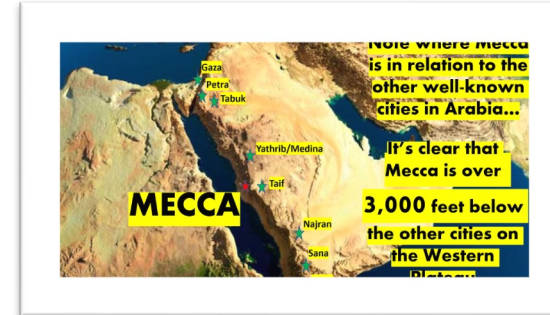 Note where Mecca
is in relation to the
other well-known
cities in Arabia...
It's clear that
Mecca is over
3,000 feet below
the other cities on
the Western
Plateau
Gaza
Petra
Tabuk
Yathrib/Medina
Taif
MECCA
Najran
Sana